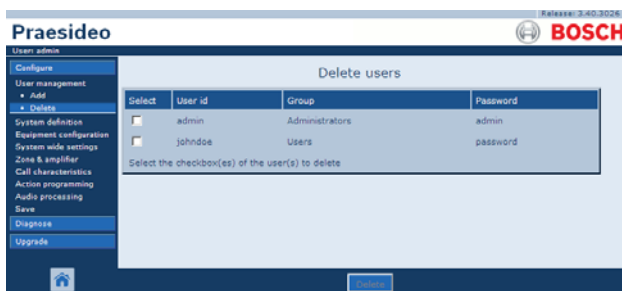 Release: 3.40.3026
Praesideo
BOSCH
User: admin
Configure
User management
• Add
• Delete
System definition
Equipment configuration
System wide settings
Zone & amplifier
Call characteristics
Action programming
Audio processing
Save
Diagnose
Upgrade
Delete users
Select User id Group Password
admin Administrators admin
johndoe Users password
Select the checkbox(es) of the user(s) to delete
Delete